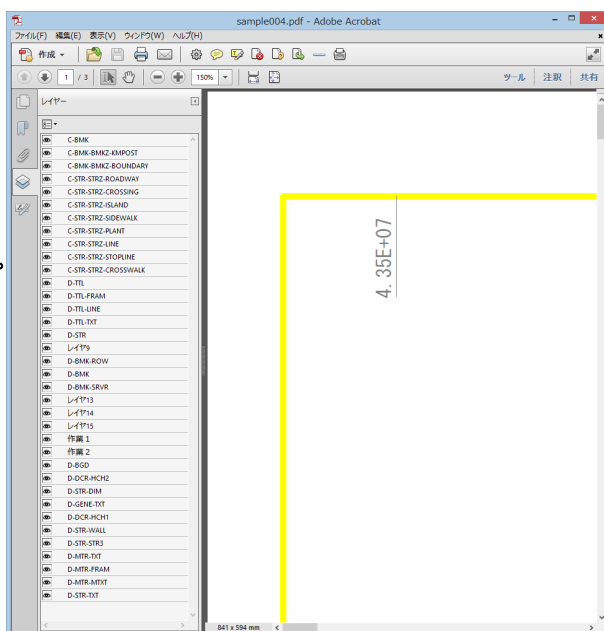 sample004.pdf - Adobe Acrobat
ファイル(F) 編集(E) 表示(V) ウィンドウ(W) ヘルプ(H)
作成
1 / 3 150% ツール 注釈 共有
レイヤー
C-BMK
C-BMK-BMKZ-KMPOST
C-BMK-BMKZ-BOUNDARY
C-STR-STRZ-ROADWAY
C-STR-STRZ-CROSSING
C-STR-STRZ-ISLAND
C-STR-STRZ-SIDEWALK
C-STR-STRZ-PLANT
C-STR-STRZ-LINE
C-STR-STRZ-STOPLINE
C-STR-STRZ-CROSSWALK
D-TTL
D-TTL-FRAM
D-TTL-LINE
D-TTL-TXT
D-STR
レイヤ9
D-BMK-ROW
D-BMK
D-BMK-SRVR
レイヤ13
レイヤ14
レイヤ15
作業１
作業２
D-BGD
D-DCR-HCH2
D-STR-DIM
D-GENE-TXT
D-DCR-HCH1
D-STR-WALL
D-STR-STR3
D-MTR-TXT
D-MTR-FRAM
D-MTR-MTXT
D-STR-TXT
4. 35E+07
841 x 594 mm